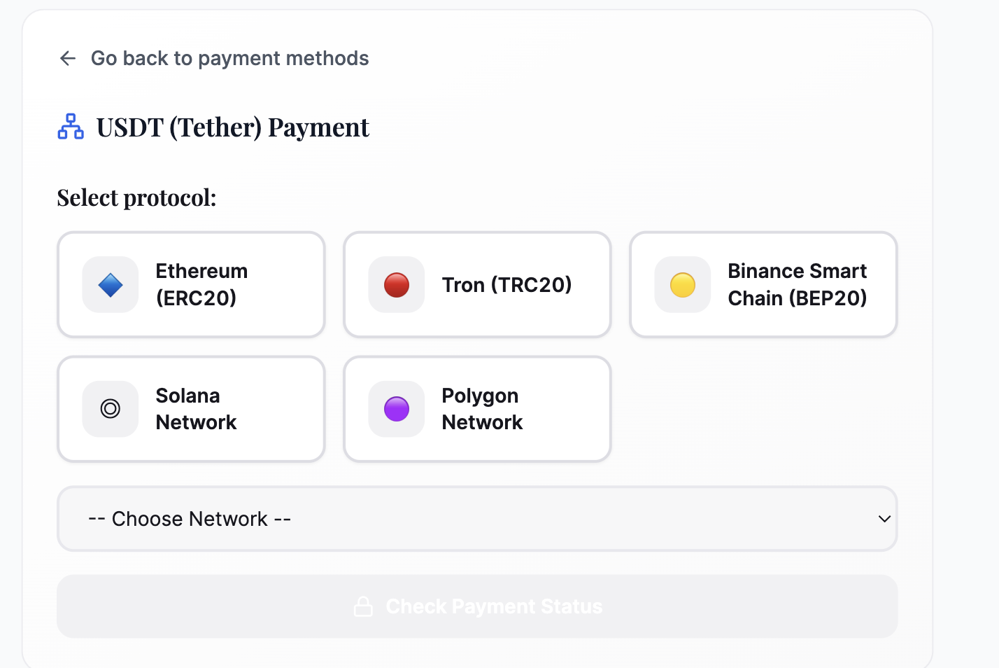 Go back to payment methods
USDT (Tether) Payment
Select protocol:
Ethereum
(ERC20)
Tron (TRC20)
Binance Smart
Chain (BEP20)
Solana
Network
Polygon
Network
-- Choose Network --
Check Payment Status